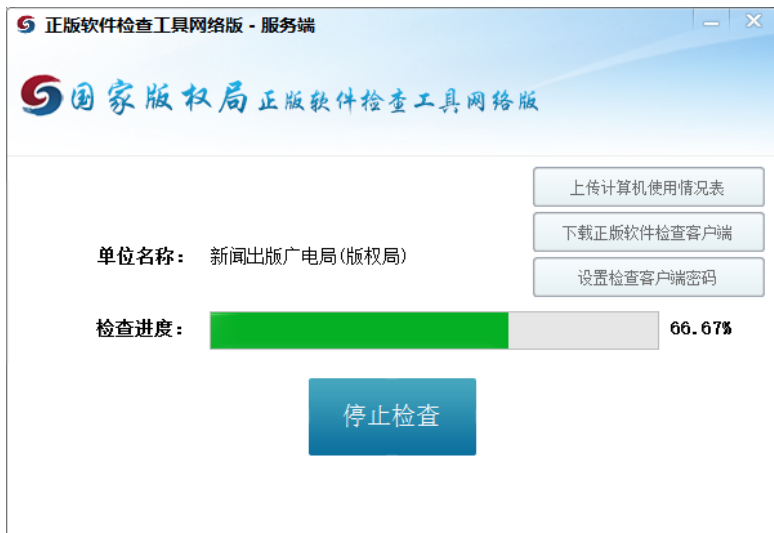 正版软件检查工具网络版 - 服务端
国家版权局正版软件检查工具网络版
上传计算机使用情况表
下载正版软件检查客户端
单位名称： 新闻出版广电局(版权局)
设置检查客户端密码
检查进度： 66.67%
停止检查